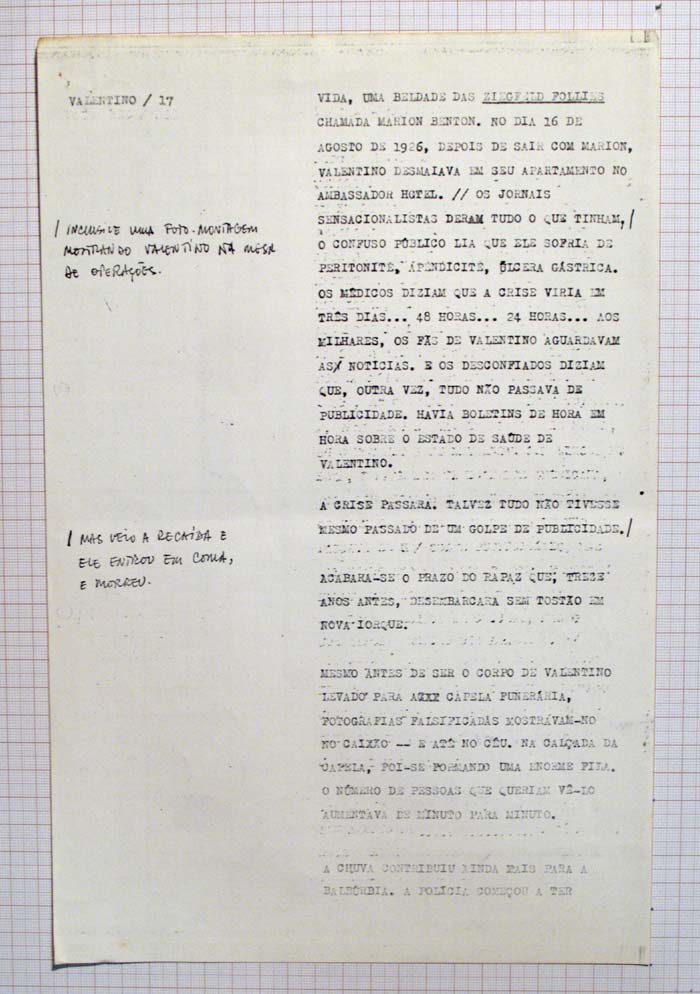 VALENTINO / 17
VIDA, UMA BELDADE DAS ZIEGFELD FOLLIES
CHAMADA MARION BENTON. NO DIA 16 DE
AGOSTO DE 1926, DEPOIS DE SAIR COM MARION,
VALENTINO DESMAIAVA EM SEU APARTAMENTO NO
AMBASSADOR HOTEL. // OS JORNAIS
SENSACIONALISTAS DERAM TUDO O QUE TINHAM,/
/ INCLUSIVE UMA FOTO-MONTAGEM
MOSTRANDO VALENTINO NA MESA
DE OPERAÇÕES.
O CONFUSO PÚBLICO LIA QUE ELE SOFRIA DE
PERITONITE, APENDICITE, ÚLCERA GÁSTRICA.
OS MÉDICOS DIZIAM QUE A CRISE VIRIA EM
TRÊS DIAS... 48 HORAS... 24 HORAS... AOS
MILHARES, OS FÃS DE VALENTINO AGUARDAVAM
AS/ NOTÍCIAS. E OS DESCONFIADOS DIZIAM
QUE, OUTRA VEZ, TUDO NÃO PASSAVA DE
PUBLICIDADE. HAVIA BOLETINS DE HORA EM
HORA SOBRE O ESTADO DE SAÚDE DE
VALENTINO.
A CRISE PASSARA. TALVEZ TUDO NÃO TIVESSE
MESMO PASSADO DE UM GOLPE DE PUBLICIDADE./
/ MAS VEIO A RECAÍDA E
ELE ENTROU EM COMA,
E MORREU.
ACABARA-SE O PRAZO DO RAPAZ QUE, TREZE
ANOS ANTES, DESEMBARCARA SEM TOSTÃO EM
NOVA IORQUE.
MESMO ANTES DE SER O CORPO DE VALENTINO
LEVADO PARA A CAPELA FUNERÁRIA,
FOTOGRAFIAS FALSIFICADAS MOSTRAVAM-NO
NO CAIXÃO -- E ATÉ NO CÉU. NA CALÇADA DA
CAPELA, FOI-SE FORMANDO UMA ENORME FILA.
O NÚMERO DE PESSOAS QUE QUERIAM VÊ-LO
AUMENTAVA DE MINUTO PARA MINUTO.
A CHUVA CONTRIBUIU AINDA MAIS PARA A
BALBÚRBIA. A POLÍCIA COMEÇOU A TER